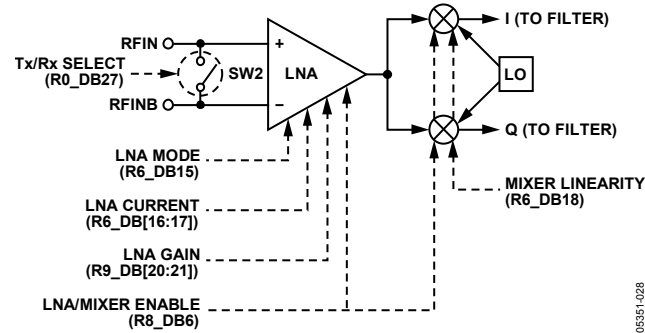 RFIN
I (TO FILTER)
Tx/Rx SELECT
(R0_DB27)
SW2
+
LNA
−
LO
RFINB
Q (TO FILTER)
LNA MODE
(R6_DB15)
MIXER LINEARITY
(R6_DB18)
LNA CURRENT
(R6_DB[16:17])
LNA GAIN
(R9_DB[20:21])
LNA/MIXER ENABLE
(R8_DB6)
05351-028